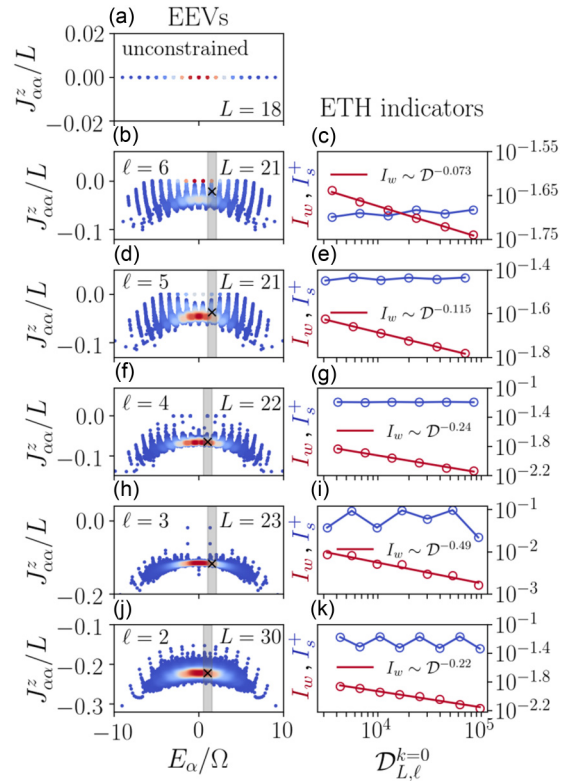 (a) EEVs
0.02
unconstrained
0.00
J^z_{αα}/L
−0.02
L = 18
ETH indicators
(b) (c)
ℓ = 6 L = 21
0.0
−0.1
J^z_{αα}/L
I_w, I_s^+
I_w ∼ 𝒟^{−0.073}
10^{−1.55}
10^{−1.65}
10^{−1.75}
(d) (e)
ℓ = 5 L = 21
0.0
−0.1
J^z_{αα}/L
I_w, I_s^+
I_w ∼ 𝒟^{−0.115}
10^{−1.4}
10^{−1.6}
10^{−1.8}
(f) (g)
ℓ = 4 L = 22
0.0
−0.1
J^z_{αα}/L
I_w, I_s^+
I_w ∼ 𝒟^{−0.24}
10^{−1}
10^{−1.4}
10^{−1.8}
10^{−2.2}
(h) (i)
ℓ = 3 L = 23
0.0
−0.2
J^z_{αα}/L
I_w, I_s^+
I_w ∼ 𝒟^{−0.49}
10^{−1}
10^{−2}
10^{−3}
(j) (k)
ℓ = 2 L = 30
−0.1
−0.2
−0.3
J^z_{αα}/L
I_w, I_s^+
I_w ∼ 𝒟^{−0.22}
10^{−1}
10^{−1.4}
10^{−1.8}
10^{−2.2}
−10 0 10
E_α/Ω
10^4 10^5
𝒟^{k=0}_{L,ℓ}